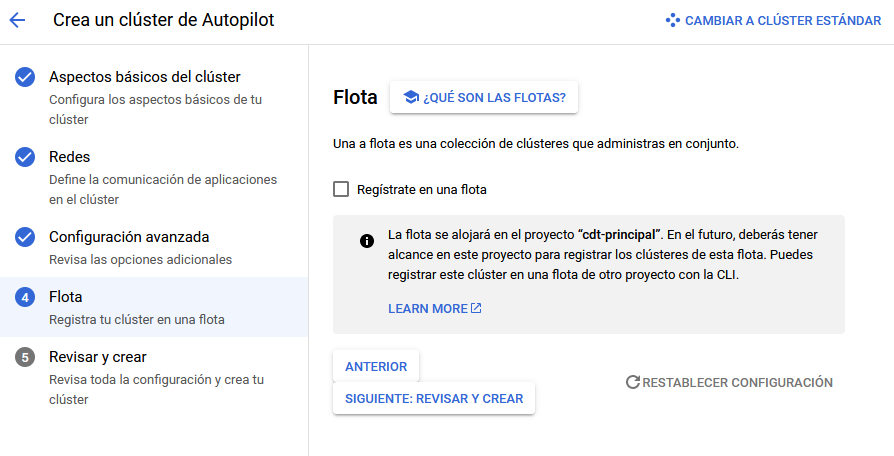 Crea un clúster de Autopilot
CAMBIAR A CLÚSTER ESTÁNDAR
Aspectos básicos del clúster
Configura los aspectos básicos de tu
clúster
Redes
Define la comunicación de aplicaciones
en el clúster
Configuración avanzada
Revisa las opciones adicionales
4 Flota
Registra tu clúster en una flota
5 Revisar y crear
Revisa toda la configuración y crea tu
clúster
Flota ¿QUÉ SON LAS FLOTAS?
Una a flota es una colección de clústeres que administras en conjunto.
Regístrate en una flota
La flota se alojará en el proyecto “cdt-principal”. En el futuro, deberás tener
alcance en este proyecto para registrar los clústeres de esta flota. Puedes
registrar este clúster en una flota de otro proyecto con la CLI.
LEARN MORE
ANTERIOR
SIGUIENTE: REVISAR Y CREAR
RESTABLECER CONFIGURACIÓN